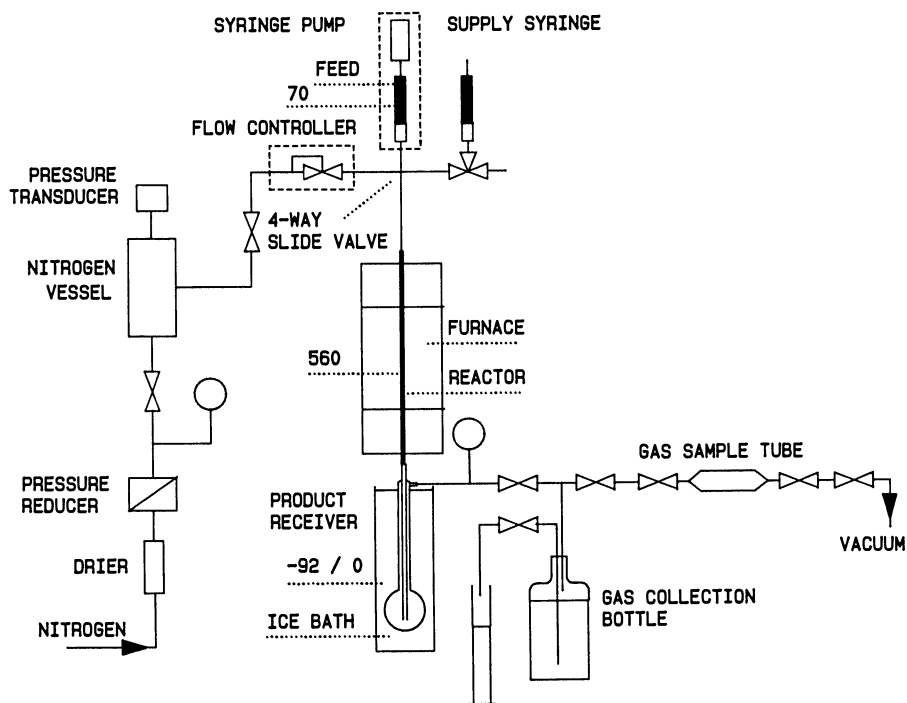 SYRINGE PUMP
SUPPLY SYRINGE
FEED
70
FLOW CONTROLLER
PRESSURE
TRANSDUCER
4-WAY
SLIDE VALVE
NITROGEN
VESSEL
FURNACE
560
REACTOR
GAS SAMPLE TUBE
PRESSURE
REDUCER
PRODUCT
RECEIVER
VACUUM
DRIER
-92 / 0
GAS COLLECTION
BOTTLE
ICE BATH
NITROGEN